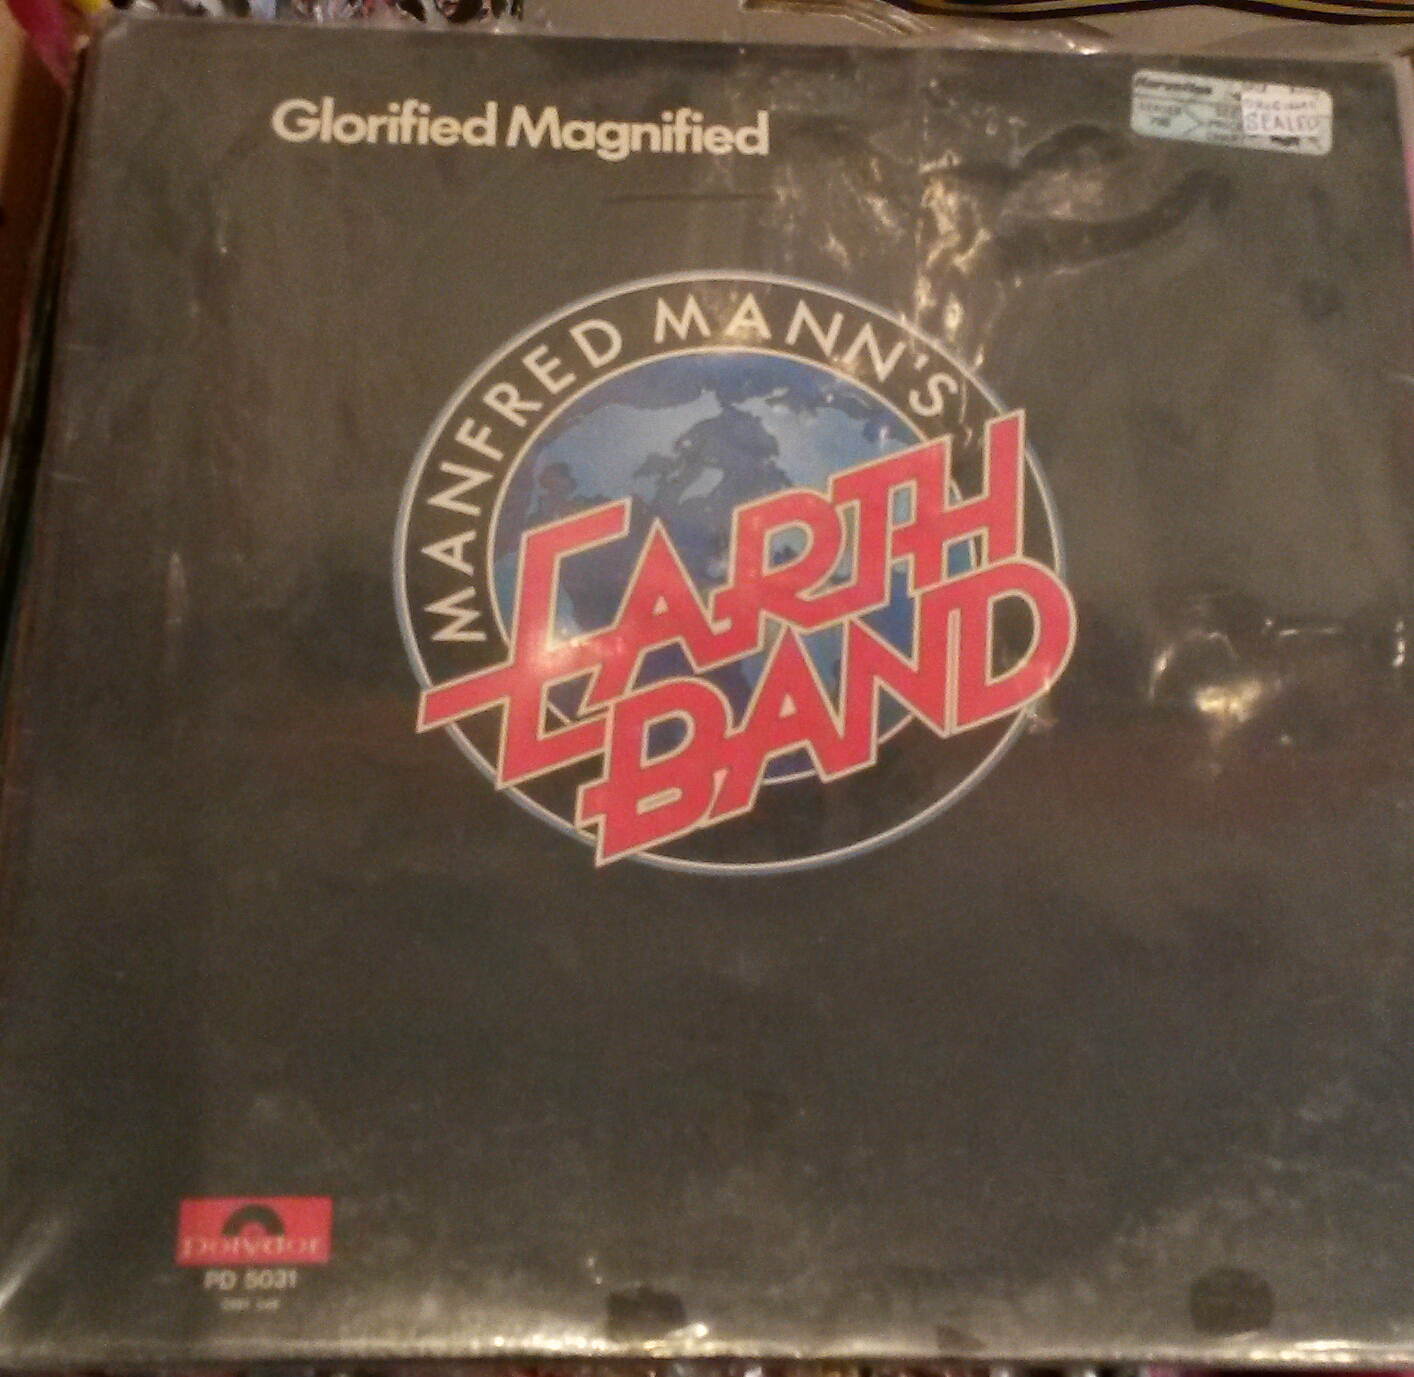 Glorified Magnified
SEALED
MANFRED MANN'S
EARTH
BAND
polydor
PD 5031